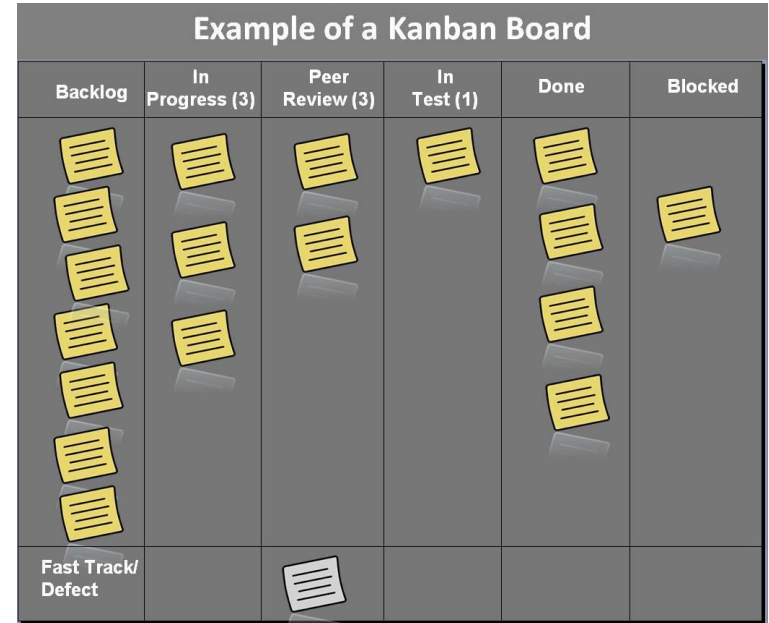 Example of a Kanban Board
Backlog
In
Progress (3)
Peer
Review (3)
In
Test (1)
Done
Blocked
Fast Track/
Defect